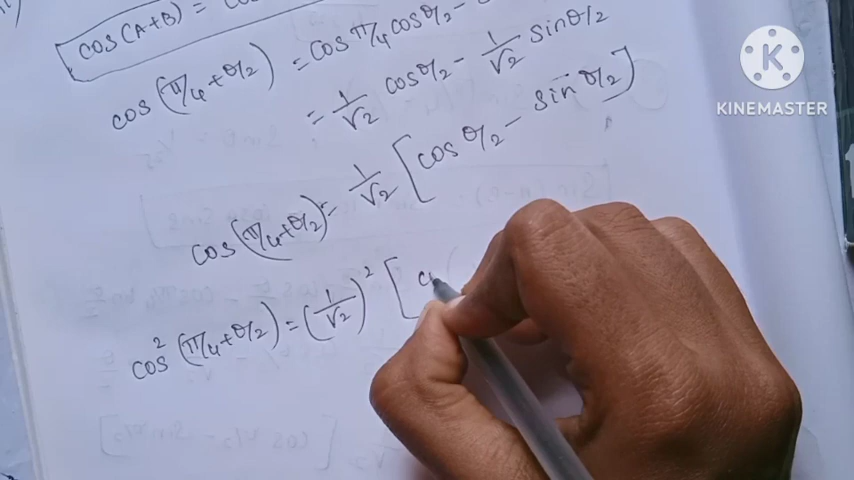 cos(A+B) =
cos(π/4+θ/2) = cos π/4 cos θ/2 -
= 1/√2 cos θ/2 - 1/√2 sin θ/2
cos(π/4+θ/2) = 1/√2 [cos θ/2 - sin θ/2]
cos²(π/4+θ/2) = (1/√2)² [c
KINEMASTER